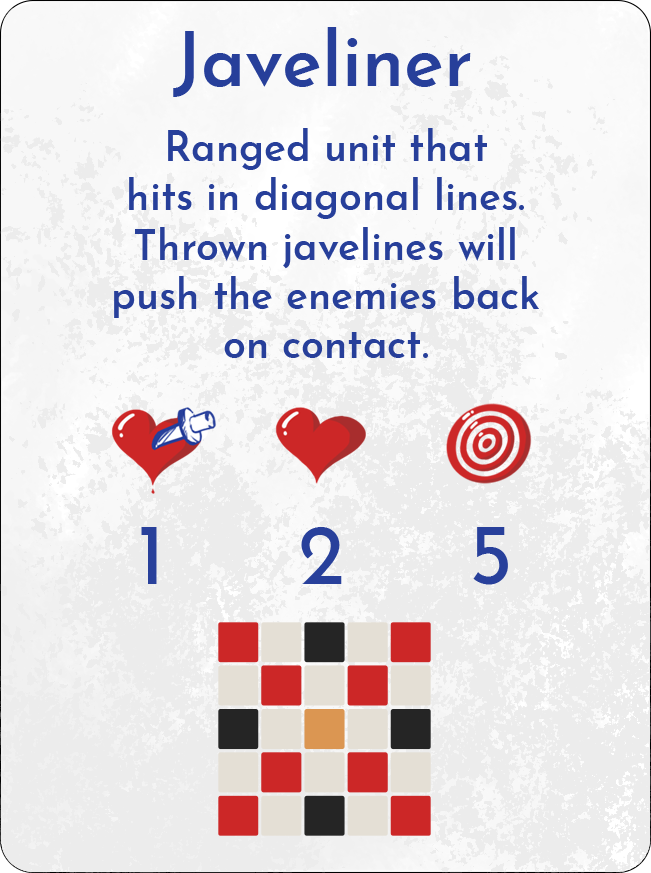 Javeliner
Ranged unit that
hits in diagonal lines.
Thrown javelines will
push the enemies back
on contact.
1 2 5